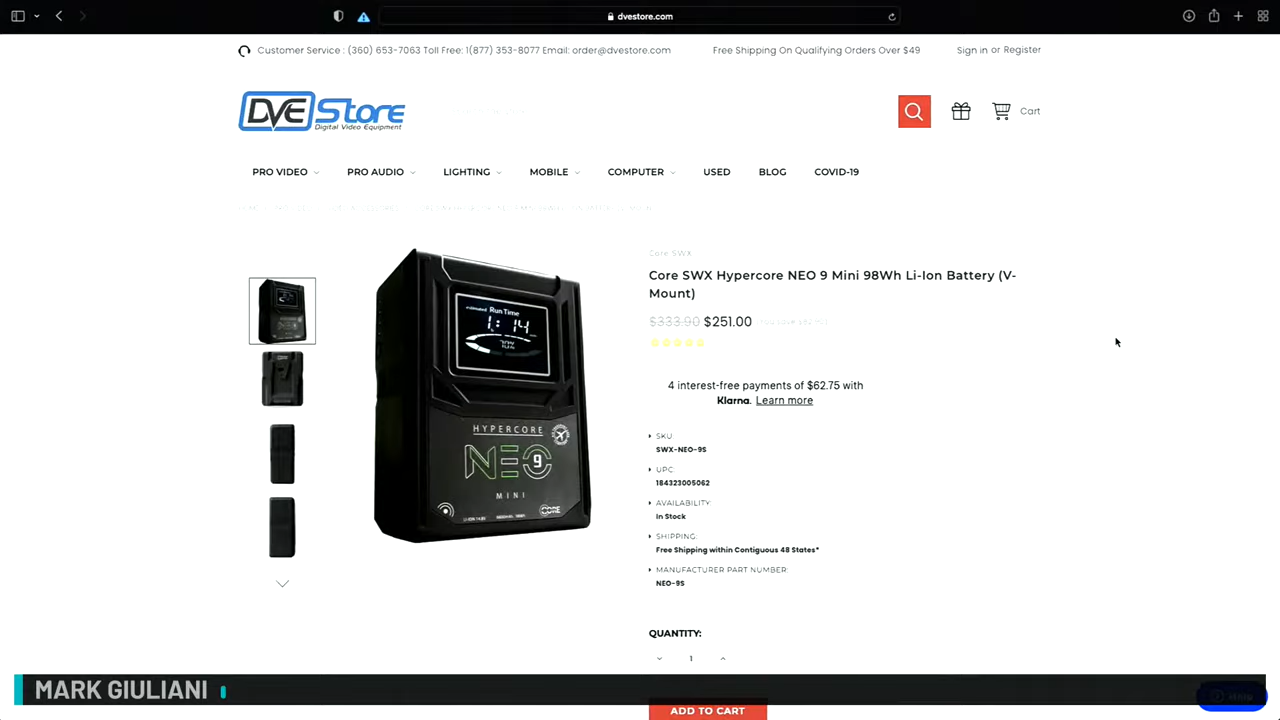 dvestore.com
Customer Service : (360) 653-7063 Toll Free: 1(877) 353-8077 Email: order@dvestore.com
Free Shipping On Qualifying Orders Over $49
Sign in or Register
DVEStore
Digital Video Equipment
Cart
PRO VIDEO
PRO AUDIO
LIGHTING
MOBILE
COMPUTER
USED
BLOG
COVID-19
estimated Run Time
1:14
78%
HYPERCORE
NEO 9
MINI
CORE
Core SWX
Core SWX Hypercore NEO 9 Mini 98Wh Li-Ion Battery (V-
Mount)
$333.90 $251.00
4 interest-free payments of $62.75 with
Klarna. Learn more
SKU:
SWX-NEO-9S
UPC:
184323005062
AVAILABILITY:
In Stock
SHIPPING:
Free Shipping within Contiguous 48 States*
MANUFACTURER PART NUMBER:
NEO-9S
QUANTITY:
1
MARK GIULIANI
Help
ADD TO CART